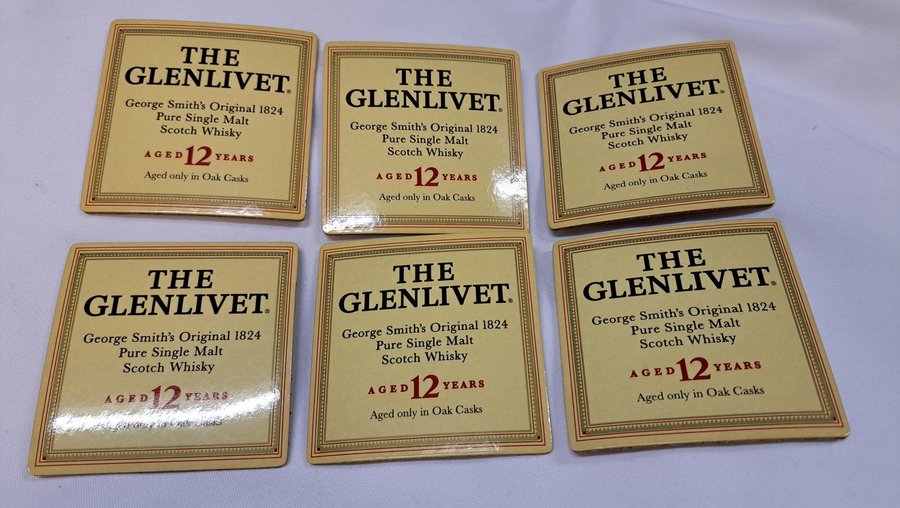 THE
GLENLIVET®
George Smith's Original 1824
Pure Single Malt
Scotch Whisky
AGED 12 YEARS
Aged only in Oak Casks
THE
GLENLIVET®
George Smith's Original 1824
Pure Single Malt
Scotch Whisky
AGED 12 YEARS
Aged only in Oak Casks
THE
GLENLIVET®
George Smith's Original 1824
Pure Single Malt
Scotch Whisky
AGED 12 YEARS
Aged only in Oak Casks
THE
GLENLIVET®
George Smith's Original 1824
Pure Single Malt
Scotch Whisky
AGED 12 YEARS
Aged only in Oak Casks
THE
GLENLIVET®
George Smith's Original 1824
Pure Single Malt
Scotch Whisky
AGED 12 YEARS
Aged only in Oak Casks
THE
GLENLIVET®
George Smith's Original 1824
Pure Single Malt
Scotch Whisky
AGED 12 YEARS
Aged only in Oak Casks